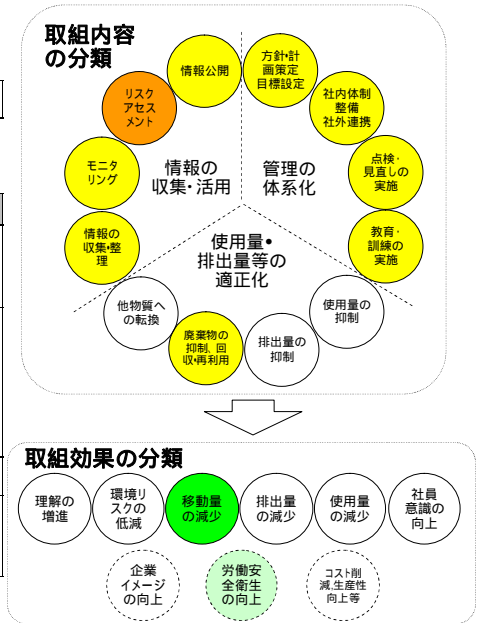 取組内容
の分類
情報公開
方針・計
画策定
目標設定
リスク
アセス
メント
社内体制
整備
社外連携
モニタ
リング
情報の
収集・活用
管理の
体系化
点検・
見直しの
実施
情報の
収集・整
理
使用量・
排出量等の
適正化
教育・
訓練の
実施
他物質へ
の転換
廃棄物の
抑制、回
収・再利用
排出量の
抑制
使用量の
抑制
取組効果の分類
理解の
増進
環境リ
スクの
低減
移動量
の減少
排出量
の減少
使用量
の減少
社員
意識の
向上
企業
イメージ
の向上
労働安
全衛生
の向上
コスト削
減、生産性
向上等